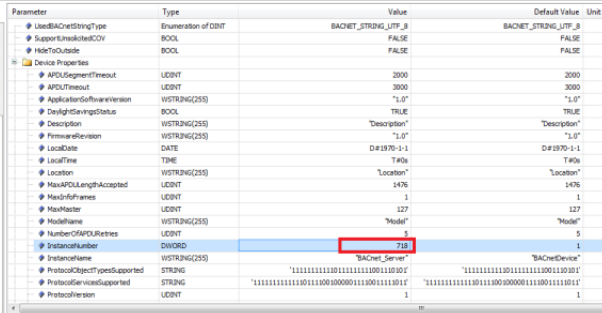 Parameter Type Value Default Value Unit
UsedBACnetStringType Enumeration of DINT BACNET_STRING_UTF_8 BACNET_STRING_UTF_8
SupportUnsolicitedCOV BOOL FALSE FALSE
HideToOutside BOOL FALSE FALSE
Device Properties
APDUSegmentTimeout UDINT 2000 2000
APDUTimeout UDINT 3000 3000
ApplicationSoftwareVersion WSTRING(255) "1.0" "1.0"
DaylightSavingsStatus BOOL TRUE TRUE
Description WSTRING(255) "Description" "Description"
FirmwareRevision WSTRING(255) "1.0" "1.0"
LocalDate DATE D#1970-1-1 D#1970-1-1
LocalTime TIME T#0s T#0s
Location WSTRING(255) "Location" "Location"
MaxAPDULengthAccepted UDINT 1476 1476
MaxInfoFrames UDINT 1 1
MaxMaster UDINT 127 127
ModelName WSTRING(255) "Model" "Model"
NumberOfAPDURetries UDINT 5 5
InstanceNumber DWORD 718 1
InstanceName WSTRING(255) "BACnet_Server" "BACnetDevice"
ProtocolObjectTypesSupported STRING
ProtocolServicesSupported STRING
ProtocolVersion UDINT 1 1